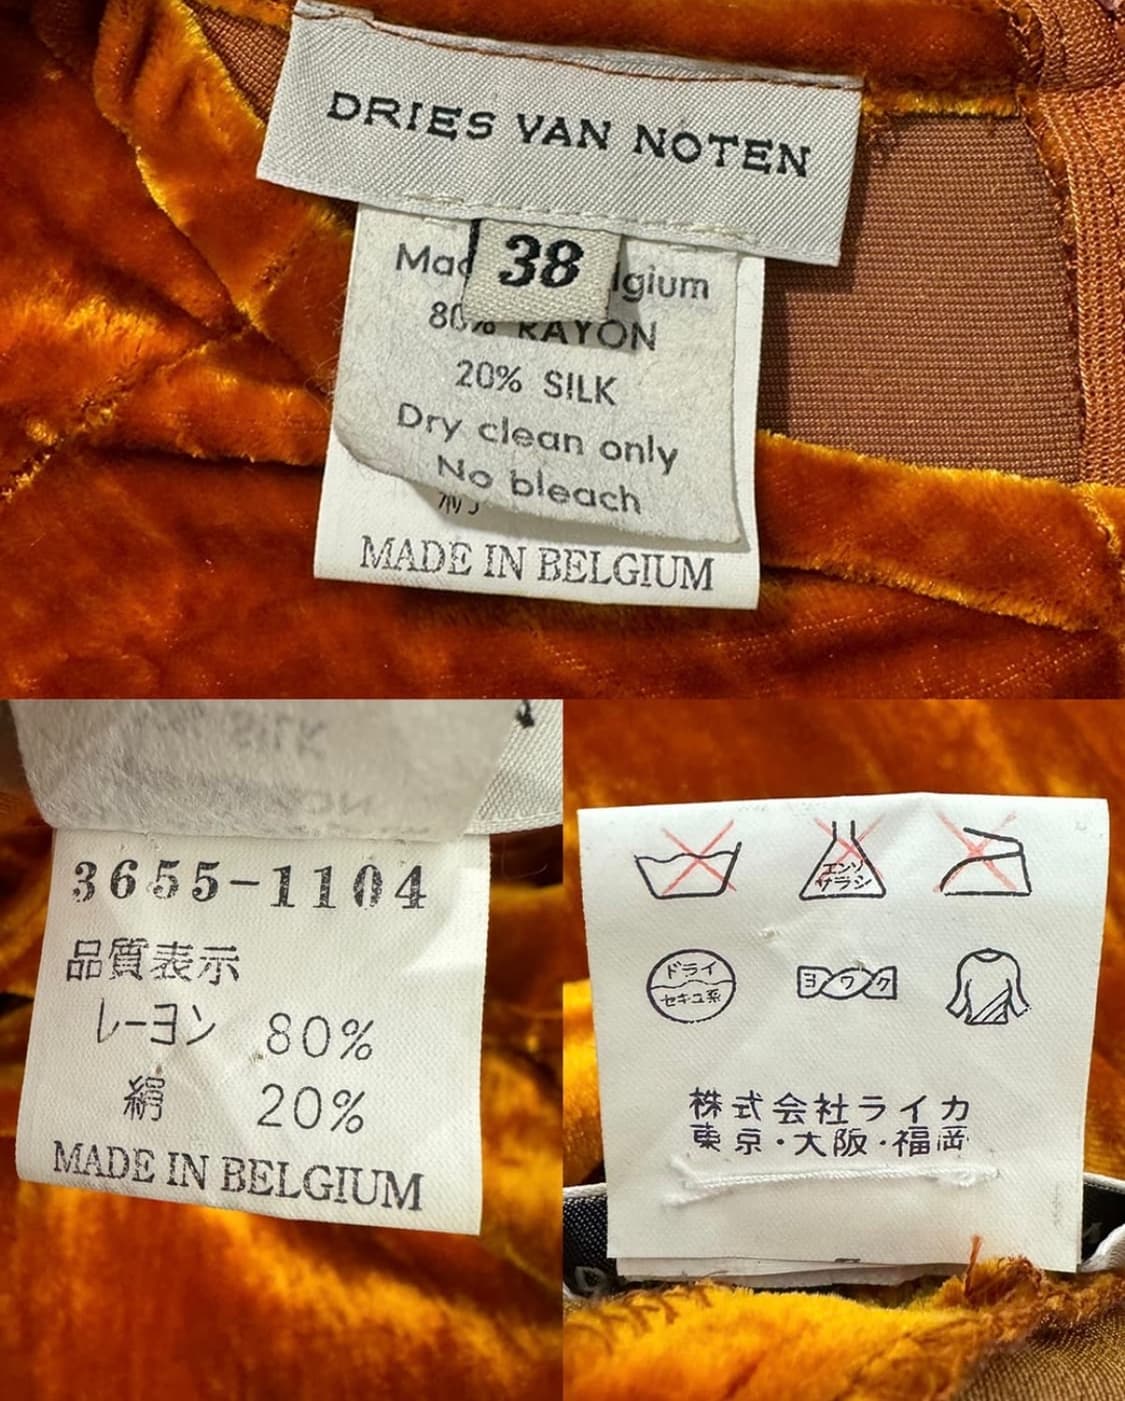 DRIES VAN NOTEN
38
lgium
80% RAYON
20% SILK
Dry clean only
No bleach
MADE IN BELGIUM
SILK
3655-1104
品質表示
レーヨン 80%
絹 20%
MADE IN BELGIUM
エンソ
サラシ
ドライ
セキユ系
ヨワク
株式会社ライカ
東京・大阪・福岡